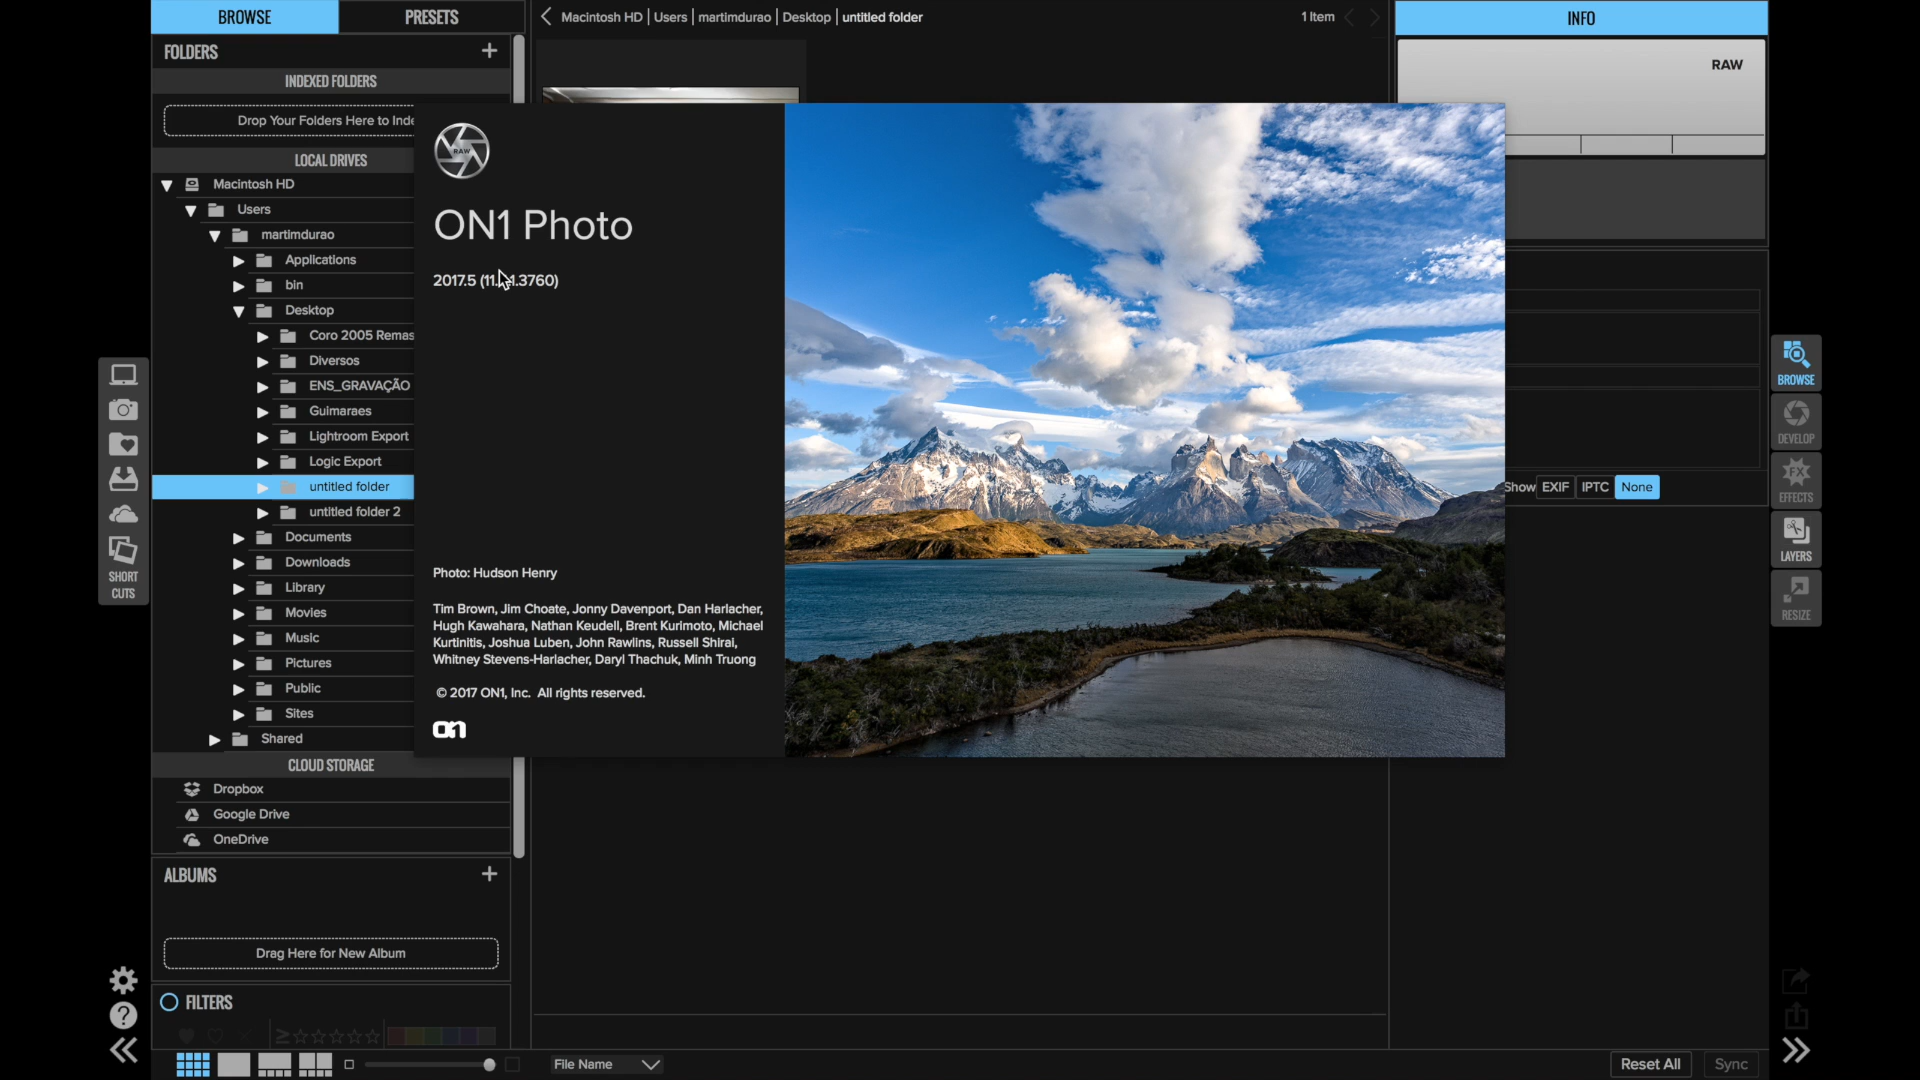 BROWSE
PRESETS
Macintosh HD | Users | martimdurao | Desktop | untitled folder
1 Item
INFO
FOLDERS
INDEXED FOLDERS
Drop Your Folders Here to Inde
LOCAL DRIVES
Macintosh HD
Users
martimdurao
Applications
bin
Desktop
Coro 2005 Remas
Diversos
ENS_GRAVAÇÃO
Guimaraes
Lightroom Export
Logic Export
untitled folder
untitled folder 2
Documents
Downloads
Library
Movies
Music
Pictures
Public
Sites
Shared
CLOUD STORAGE
Dropbox
Google Drive
OneDrive
ALBUMS
Drag Here for New Album
FILTERS
SHORT
CUTS
RAW
ON1 Photo
2017.5
Photo: Hudson Henry
Tim Brown, Jim Choate, Jonny Davenport, Dan Harlacher,
Hugh Kawahara, Nathan Keudell, Brent Kurimoto, Michael
Kurtinitis, Joshua Luben, John Rawlins, Russell Shirai,
Whitney Stevens-Harlacher, Daryl Thachuk, Minh Truong
© 2017 ON1, Inc. All rights reserved.
on1
RAW
Show EXIF IPTC None
BROWSE
DEVELOP
FX
EFFECTS
LAYERS
RESIZE
File Name
Reset All
Sync